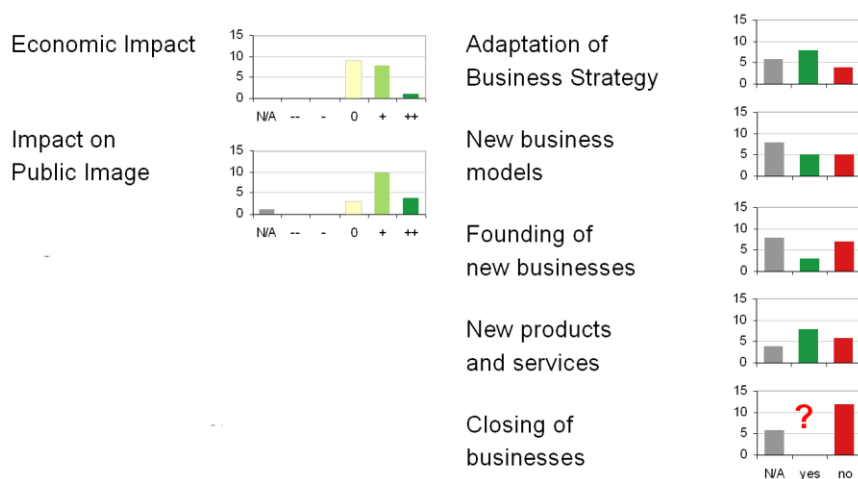 Economic Impact
15
10
5
0
N/A -- - 0 + ++
Impact on
Public Image
15
10
5
0
N/A -- - 0 + ++
Adaptation of
Business Strategy
15
10
5
0
New business
models
15
10
5
0
Founding of
new businesses
15
10
5
0
New products
and services
15
10
5
0
Closing of
businesses
15
10
5
0
?
N/A yes no